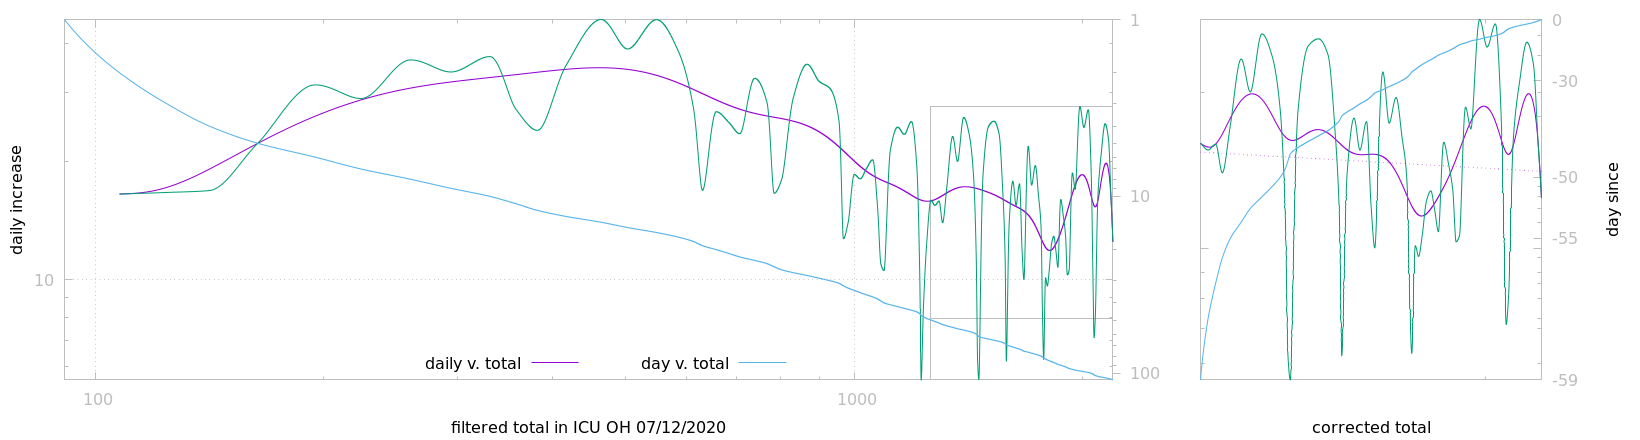 daily increase
10
100
1000
daily v. total
day v. total
filtered total in ICU OH 07/12/2020
1
10
100
0
-30
-50
-55
-59
day since
corrected total